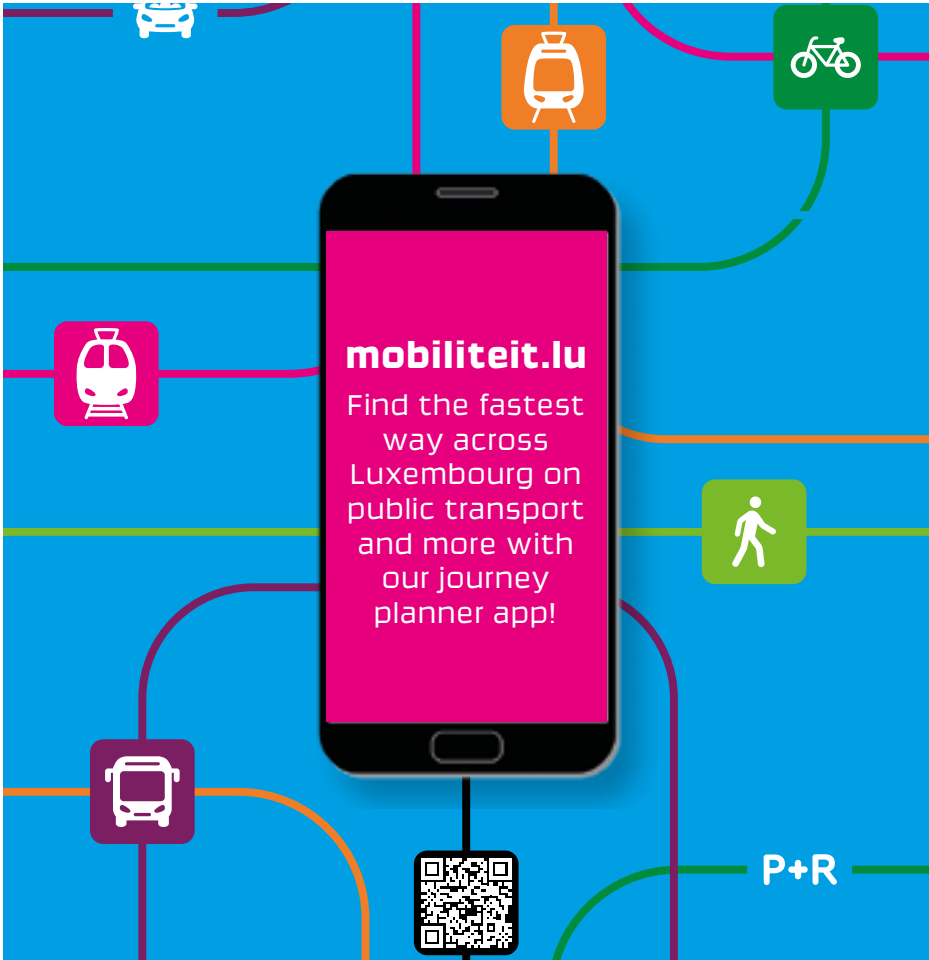 mobiliteit.lu
Find the fastest
way across
Luxembourg on
public transport
and more with
our journey
planner app!
P+R